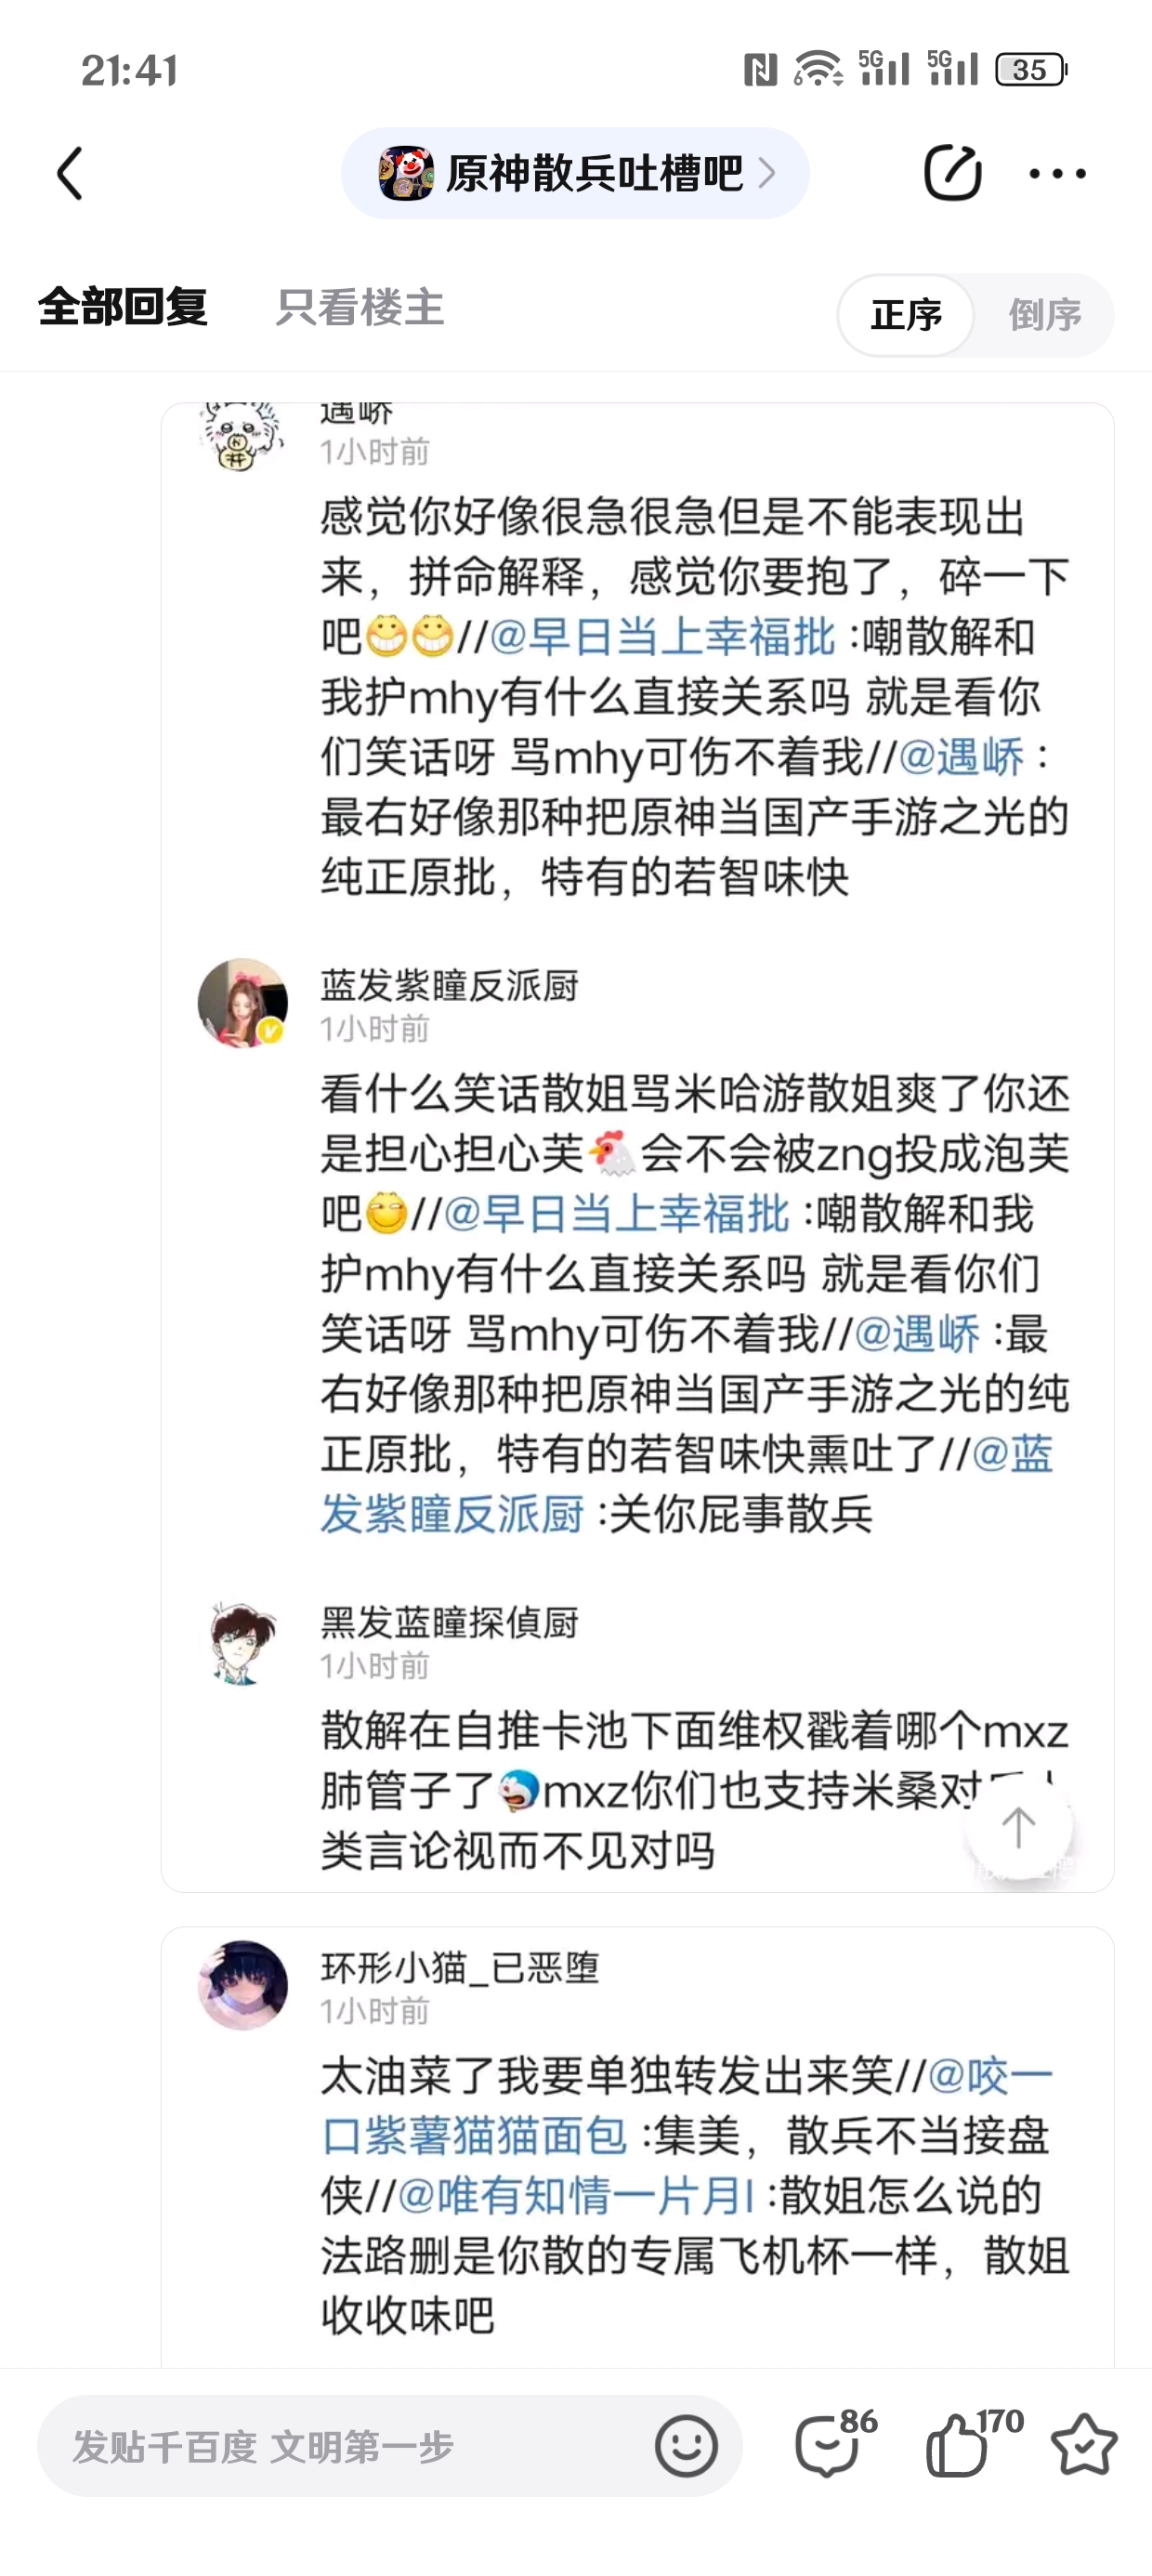 21:41
5G 5G 35
原神散兵吐槽吧
全部回复 只看楼主 正序 倒序
遇峤
1小时前
感觉你好像很急很急但是不能表现出
来，拼命解释，感觉你要抱了，碎一下
吧😁😁//@早日当上幸福批 :嘲散解和
我护mhy有什么直接关系吗 就是看你
们笑话呀 骂mhy可伤不着我//@遇峤 :
最右好像那种把原神当国产手游之光的
纯正原批，特有的若智味快
蓝发紫瞳反派厨
1小时前
看什么笑话散姐骂米哈游散姐爽了你还
是担心担心芙🐔会不会被zng投成泡芙
吧//@早日当上幸福批 :嘲散解和我
护mhy有什么直接关系吗 就是看你们
笑话呀 骂mhy可伤不着我//@遇峤 :最
右好像那种把原神当国产手游之光的纯
正原批，特有的若智味快熏吐了//@蓝
发紫瞳反派厨 :关你屁事散兵
黑发蓝瞳探偵厨
1小时前
散解在自推卡池下面维权戳着哪个mxz
肺管子了mxz你们也支持米桑对
类言论视而不见对吗
环形小猫_已恶堕
1小时前
太油菜了我要单独转发出来笑//@咬一
口紫薯猫猫面包 :集美，散兵不当接盘
侠//@唯有知情一片月l :散姐怎么说的
法路删是你散的专属飞机杯一样，散姐
收收味吧
发贴千百度 文明第一步 86 170